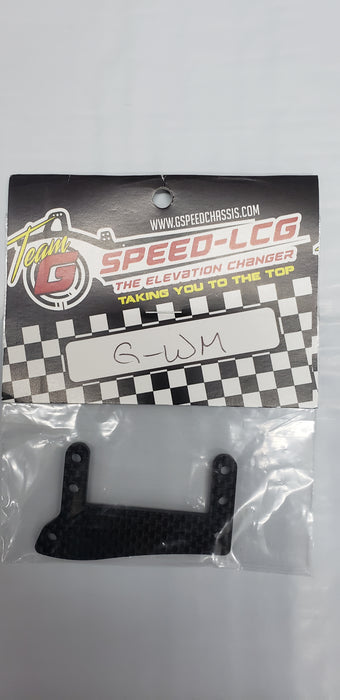 WWW.GSPEEDCHASSIS.COM
Team G
SPEED-LCG
THE ELEVATION CHANGER
TAKING YOU TO THE TOP
G-WM